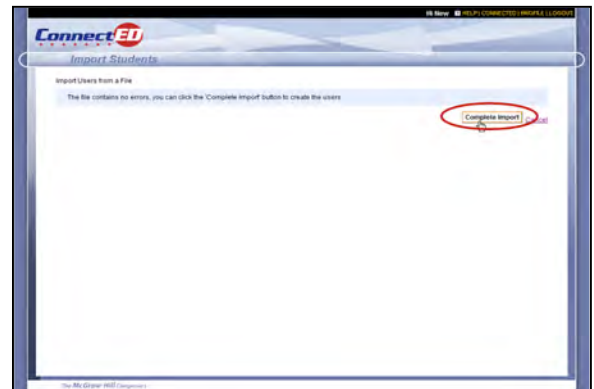 Hi New ? HELP | CONNECTED | PROFILE | LOGOUT
ConnectED
Import Students
Import Users from a File
The file contains no errors, you can click the 'Complete Import' button to create the users
Complete Import Cancel
The McGraw-Hill Companies